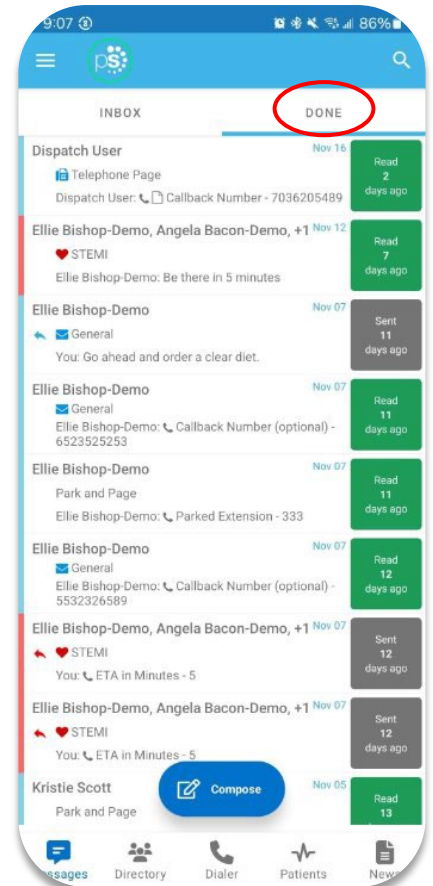 9:07 86%
ps
INBOX DONE
Dispatch User Nov 16
Telephone Page
Dispatch User: Callback Number - 7036205489
Read
2
days ago
Ellie Bishop-Demo, Angela Bacon-Demo, +1 Nov 12
STEMI
Ellie Bishop-Demo: Be there in 5 minutes
Read
7
days ago
Ellie Bishop-Demo Nov 07
General
You: Go ahead and order a clear diet.
Sent
11
days ago
Ellie Bishop-Demo Nov 07
General
Ellie Bishop-Demo: Callback Number (optional) -
6523525253
Read
11
days ago
Ellie Bishop-Demo Nov 07
Park and Page
Ellie Bishop-Demo: Parked Extension - 333
Read
11
days ago
Ellie Bishop-Demo Nov 07
General
Ellie Bishop-Demo: Callback Number (optional) -
5532326589
Read
12
days ago
Ellie Bishop-Demo, Angela Bacon-Demo, +1 Nov 07
STEMI
You: ETA in Minutes - 5
Sent
12
days ago
Ellie Bishop-Demo, Angela Bacon-Demo, +1 Nov 07
STEMI
You: ETA in Minutes - 5
Sent
12
days ago
Kristie Scott Nov 05
Park and Page
Read
13
Compose
ssages Directory Dialer Patients News